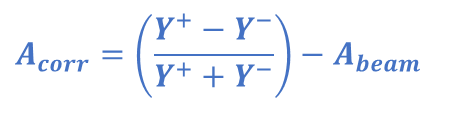 A_corr = (Y⁺ − Y⁻ / Y⁺ + Y⁻) − A_beam